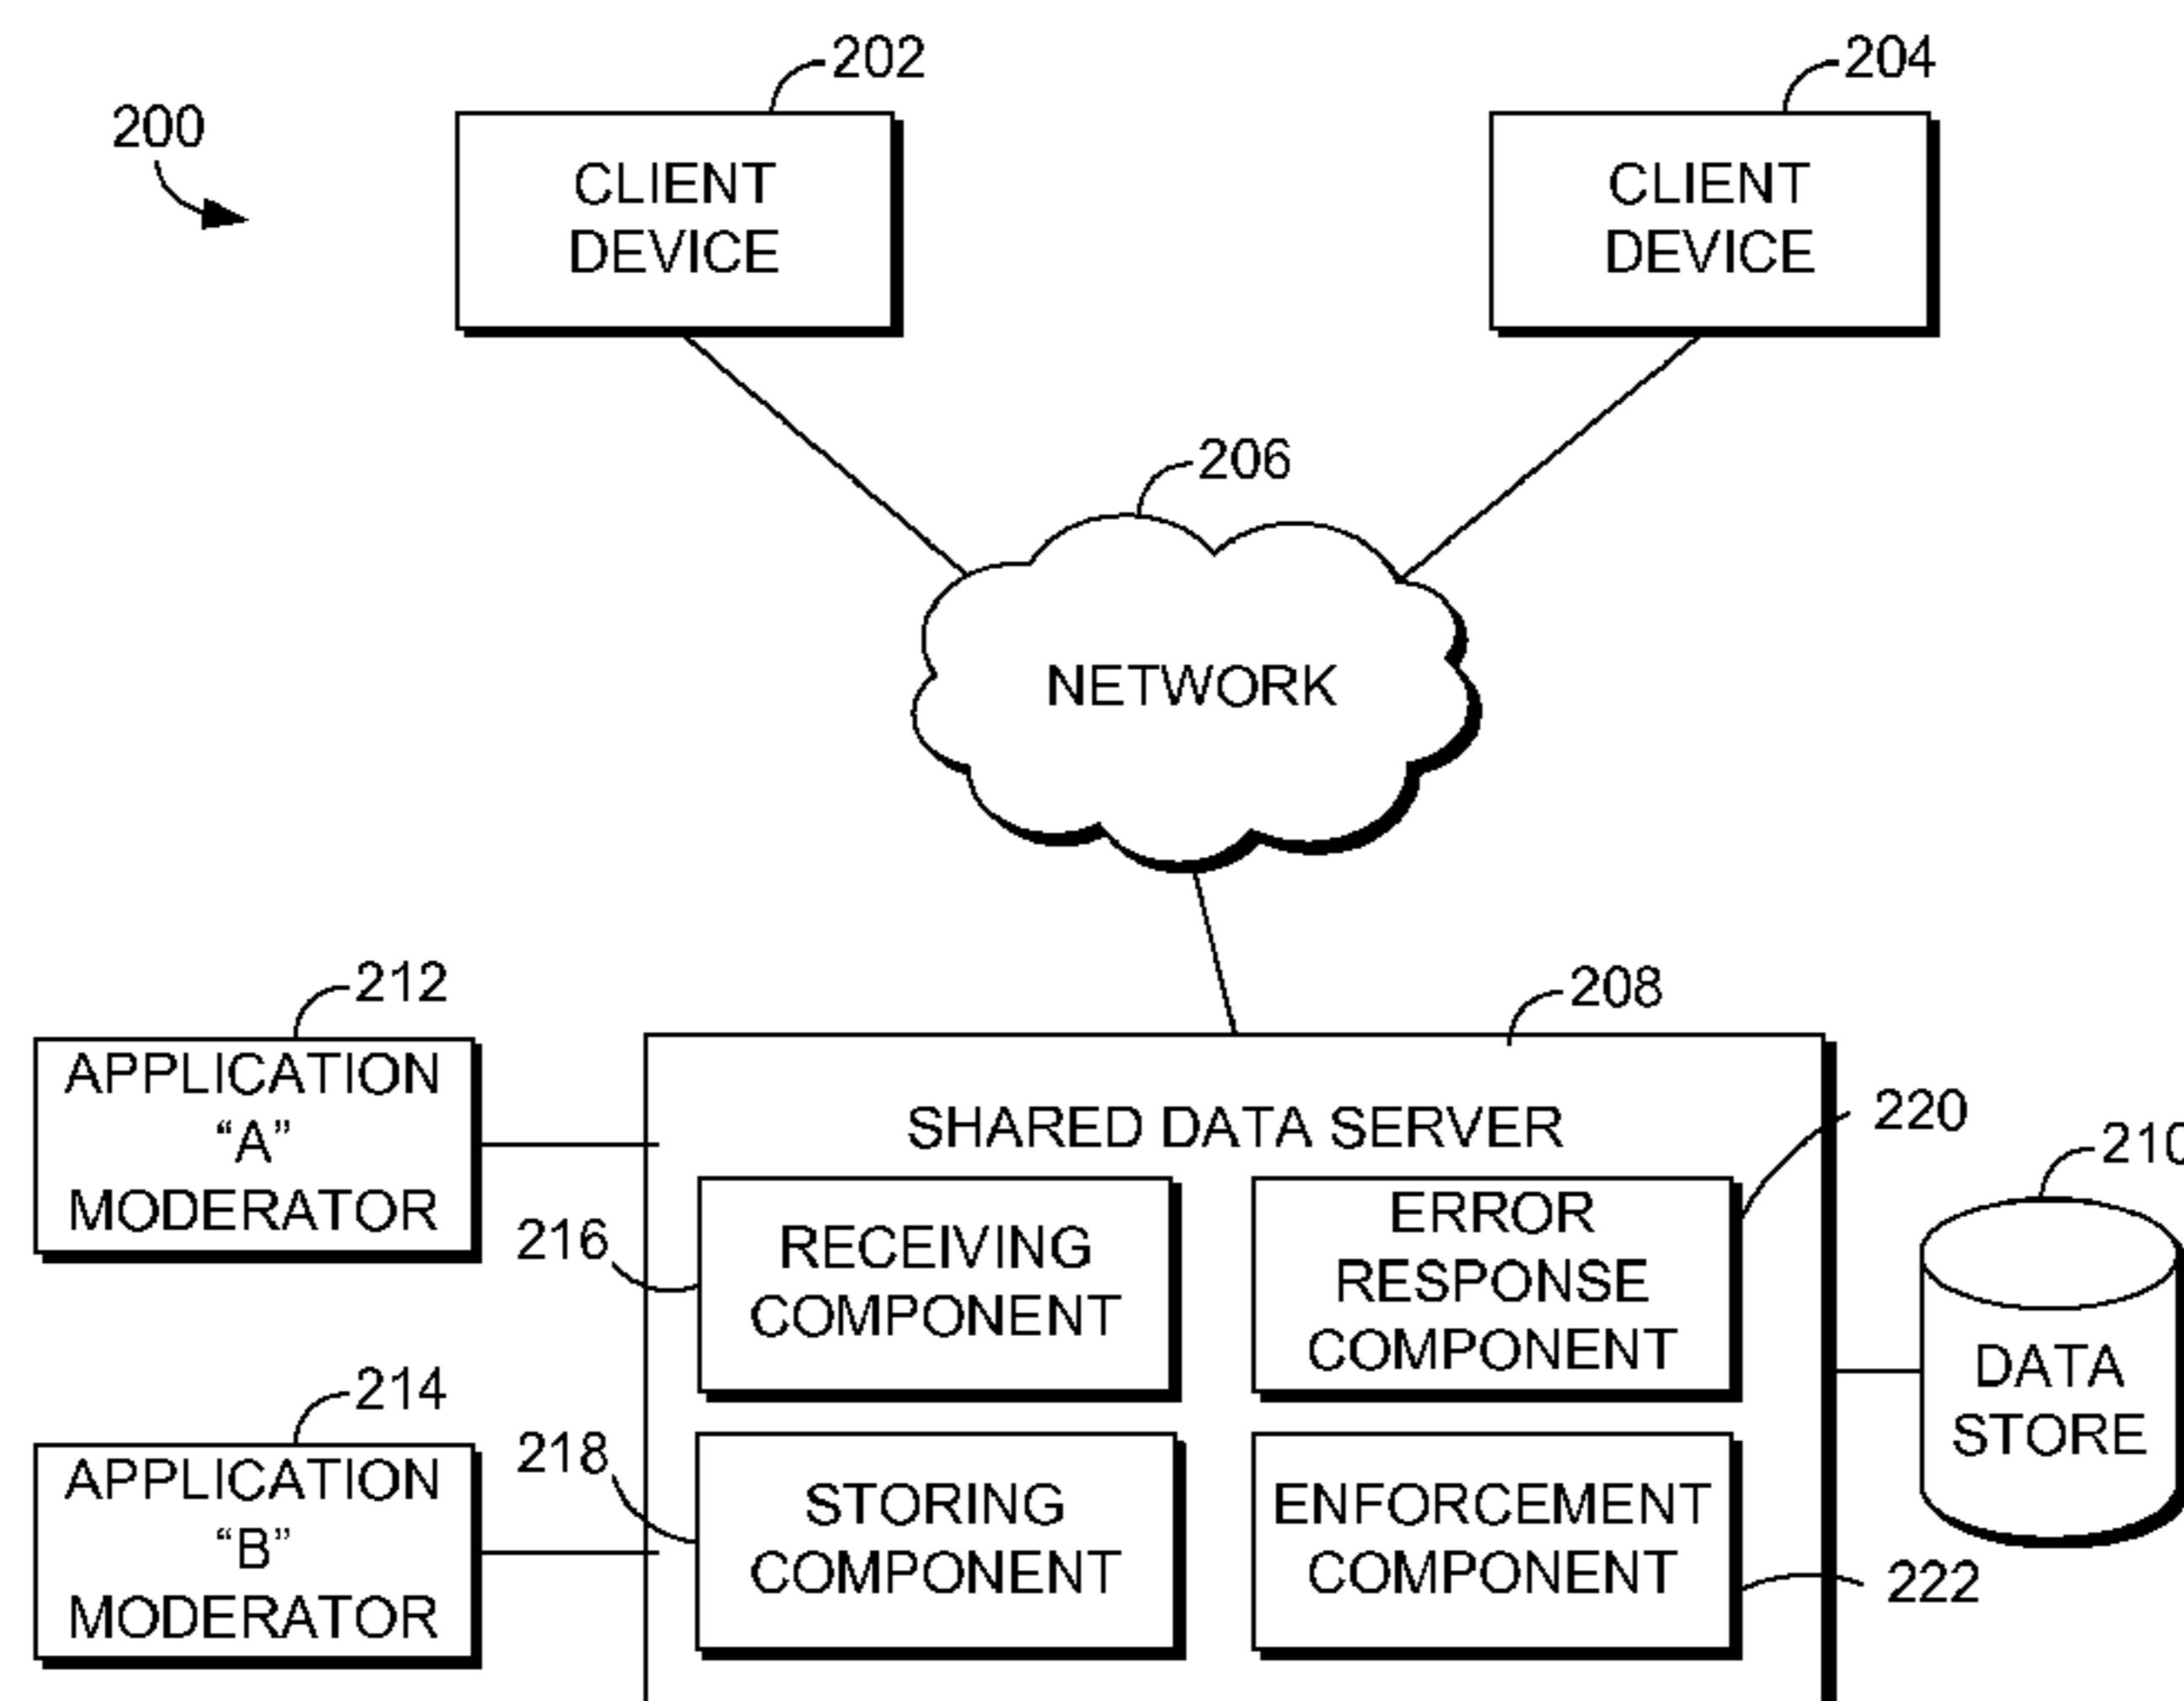 202
204
200
CLIENT
DEVICE
CLIENT
DEVICE
206
NETWORK
212
208
APPLICATION
“A”
MODERATOR
SHARED DATA SERVER
220
210
216
RECEIVING
COMPONENT
ERROR
RESPONSE
COMPONENT
DATA
STORE
214
218
APPLICATION
“B”
MODERATOR
STORING
COMPONENT
ENFORCEMENT
COMPONENT
222